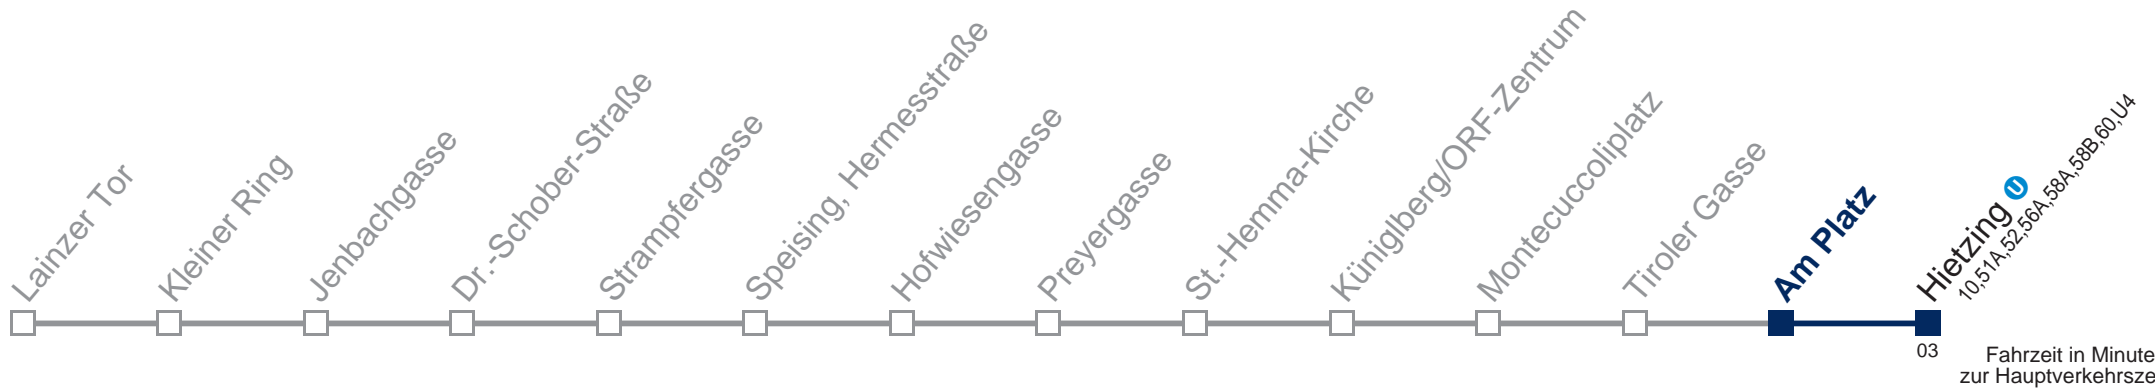 Lainzer Tor
Kleiner Ring
Jenbachgasse
Dr.-Schober-Straße
Strampfergasse
Speising, Hermesstraße
Hofwiesengasse
Preyergasse
St.-Hemma-Kirche
Küniglberg/ORF-Zentrum
Montecuccoliplatz
Tiroler Gasse
Am Platz
Hietzing U
10,51A,52,56A,58A,58B,60,U4
03
Fahrzeit in Minute
zur Hauptverkehrsze